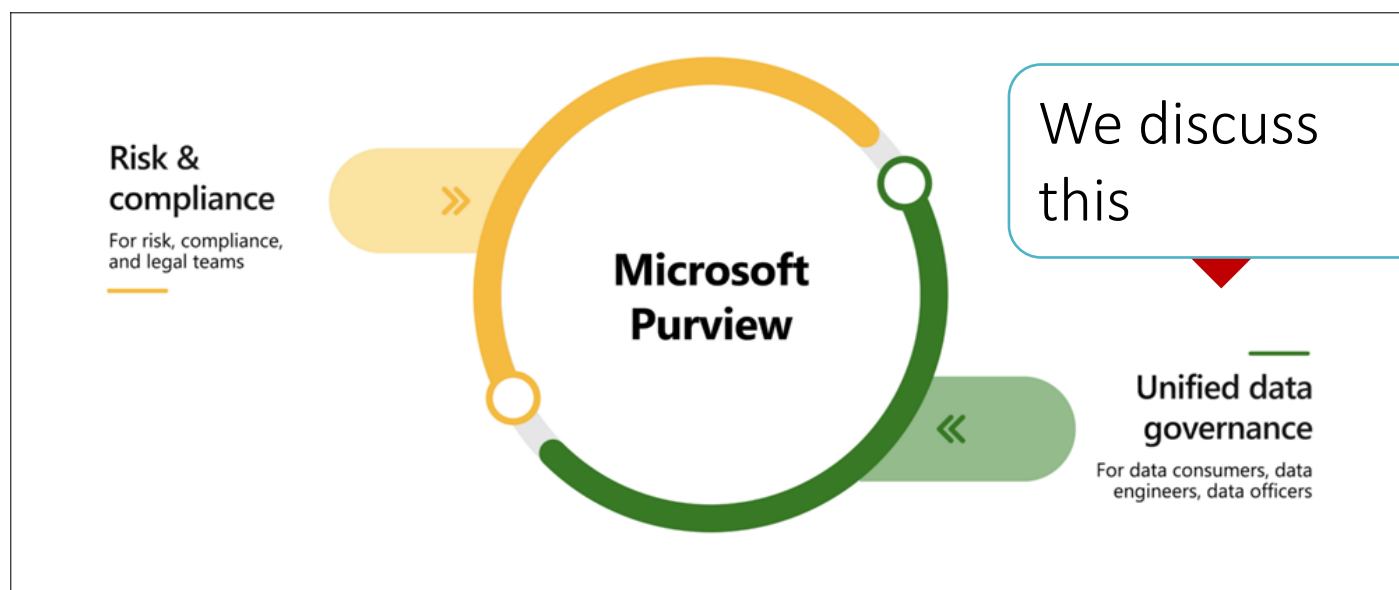 Risk &
compliance
For risk, compliance,
and legal teams
Microsoft
Purview
We discuss
this
Unified data
governance
For data consumers, data
engineers, data officers